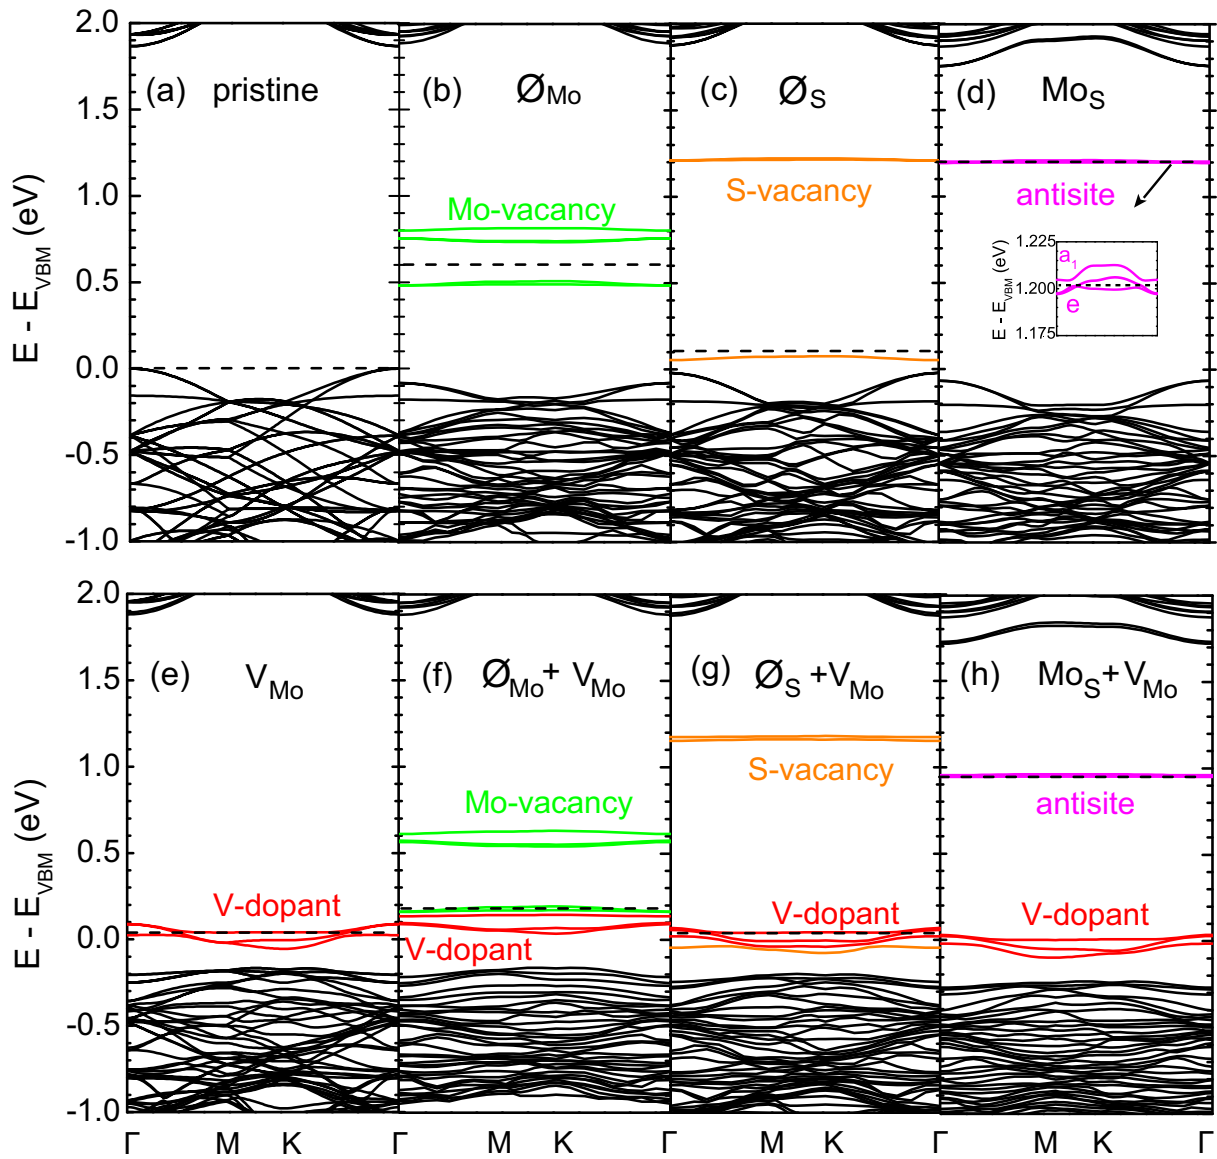 2.0
1.5
1.0
0.5
0.0
-0.5
-1.0
E - E_VBM (eV)
(a) pristine
(b) Ø_Mo
(c) Ø_S
(d) Mo_S
Mo-vacancy
S-vacancy
antisite
1.225
1.200
1.175
E - E_VBM (eV)
a_1
e
2.0
1.5
1.0
0.5
0.0
-0.5
-1.0
E - E_VBM (eV)
(e) V_Mo
(f) Ø_Mo + V_Mo
(g) Ø_S + V_Mo
(h) Mo_S + V_Mo
S-vacancy
Mo-vacancy
antisite
V-dopant
V-dopant
V-dopant
V-dopant
Γ M K Γ M K Γ M K Γ M K Γ